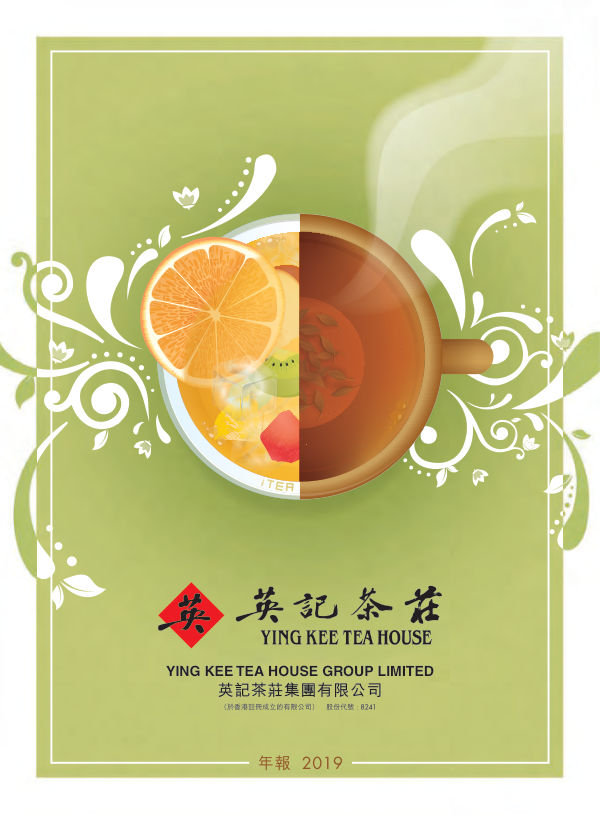 iTEA
英
英記茶莊
YING KEE TEA HOUSE
YING KEE TEA HOUSE GROUP LIMITED
英記茶莊集團有限公司
（於香港註冊成立的有限公司） 股份代號：8241
年報 2019